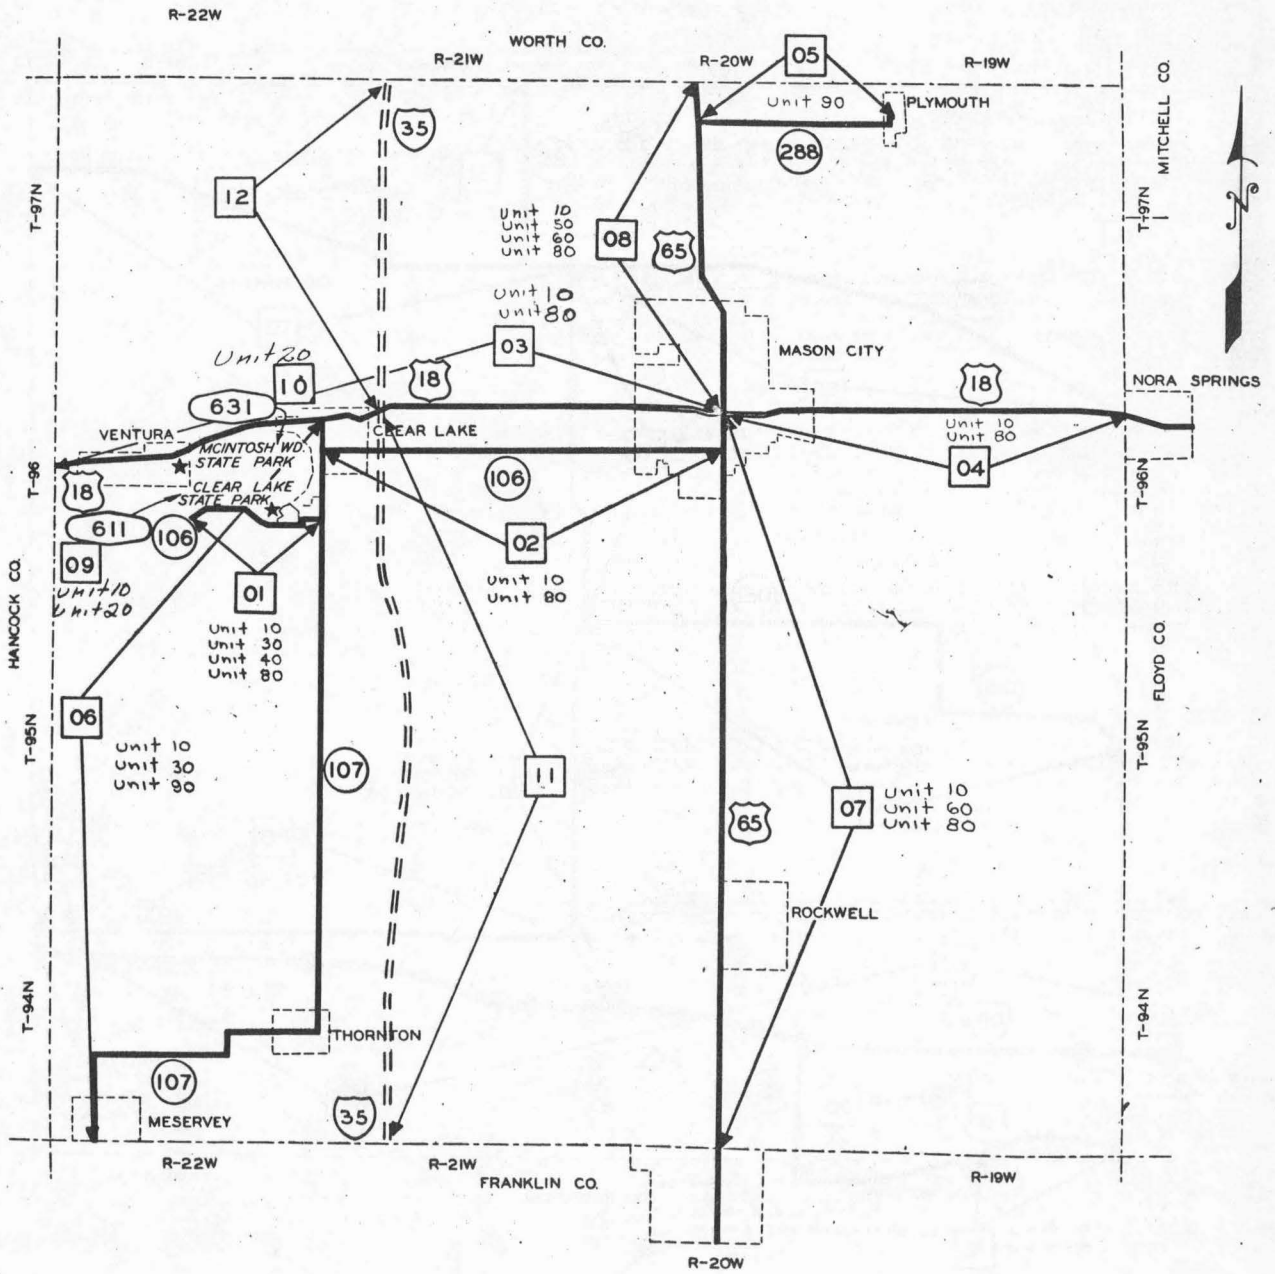 R-22W
WORTH CO.
R-21W
R-20W
05
R-19W
MITCHELL CO.
Unit 90
PLYMOUTH
35
288
12
T-97N
T-97N
N
Unit 10
Unit 50
Unit 60
Unit 80
08
65
Unit 10
Unit 80
03
MASON CITY
Unit 20
10
18
18
NORA SPRINGS
631
VENTURA
CLEAR LAKE
Unit 10
Unit 80
MCINTOSH WD.
STATE PARK
T-96
18
CLEAR LAKE
STATE PARK
106
04
T-96N
611
106
02
09
Unit 10
Unit 20
01
Unit 10
Unit 80
HANCOCK CO.
Unit 10
Unit 30
Unit 40
Unit 80
FLOYD CO.
06
T-95N
Unit 10
Unit 30
Unit 90
T-95N
107
11
65
07
Unit 10
Unit 60
Unit 80
ROCKWELL
T-94N
T-94N
THORNTON
107
MESERVEY
35
R-22W
R-21W
FRANKLIN CO.
R-19W
R-20W